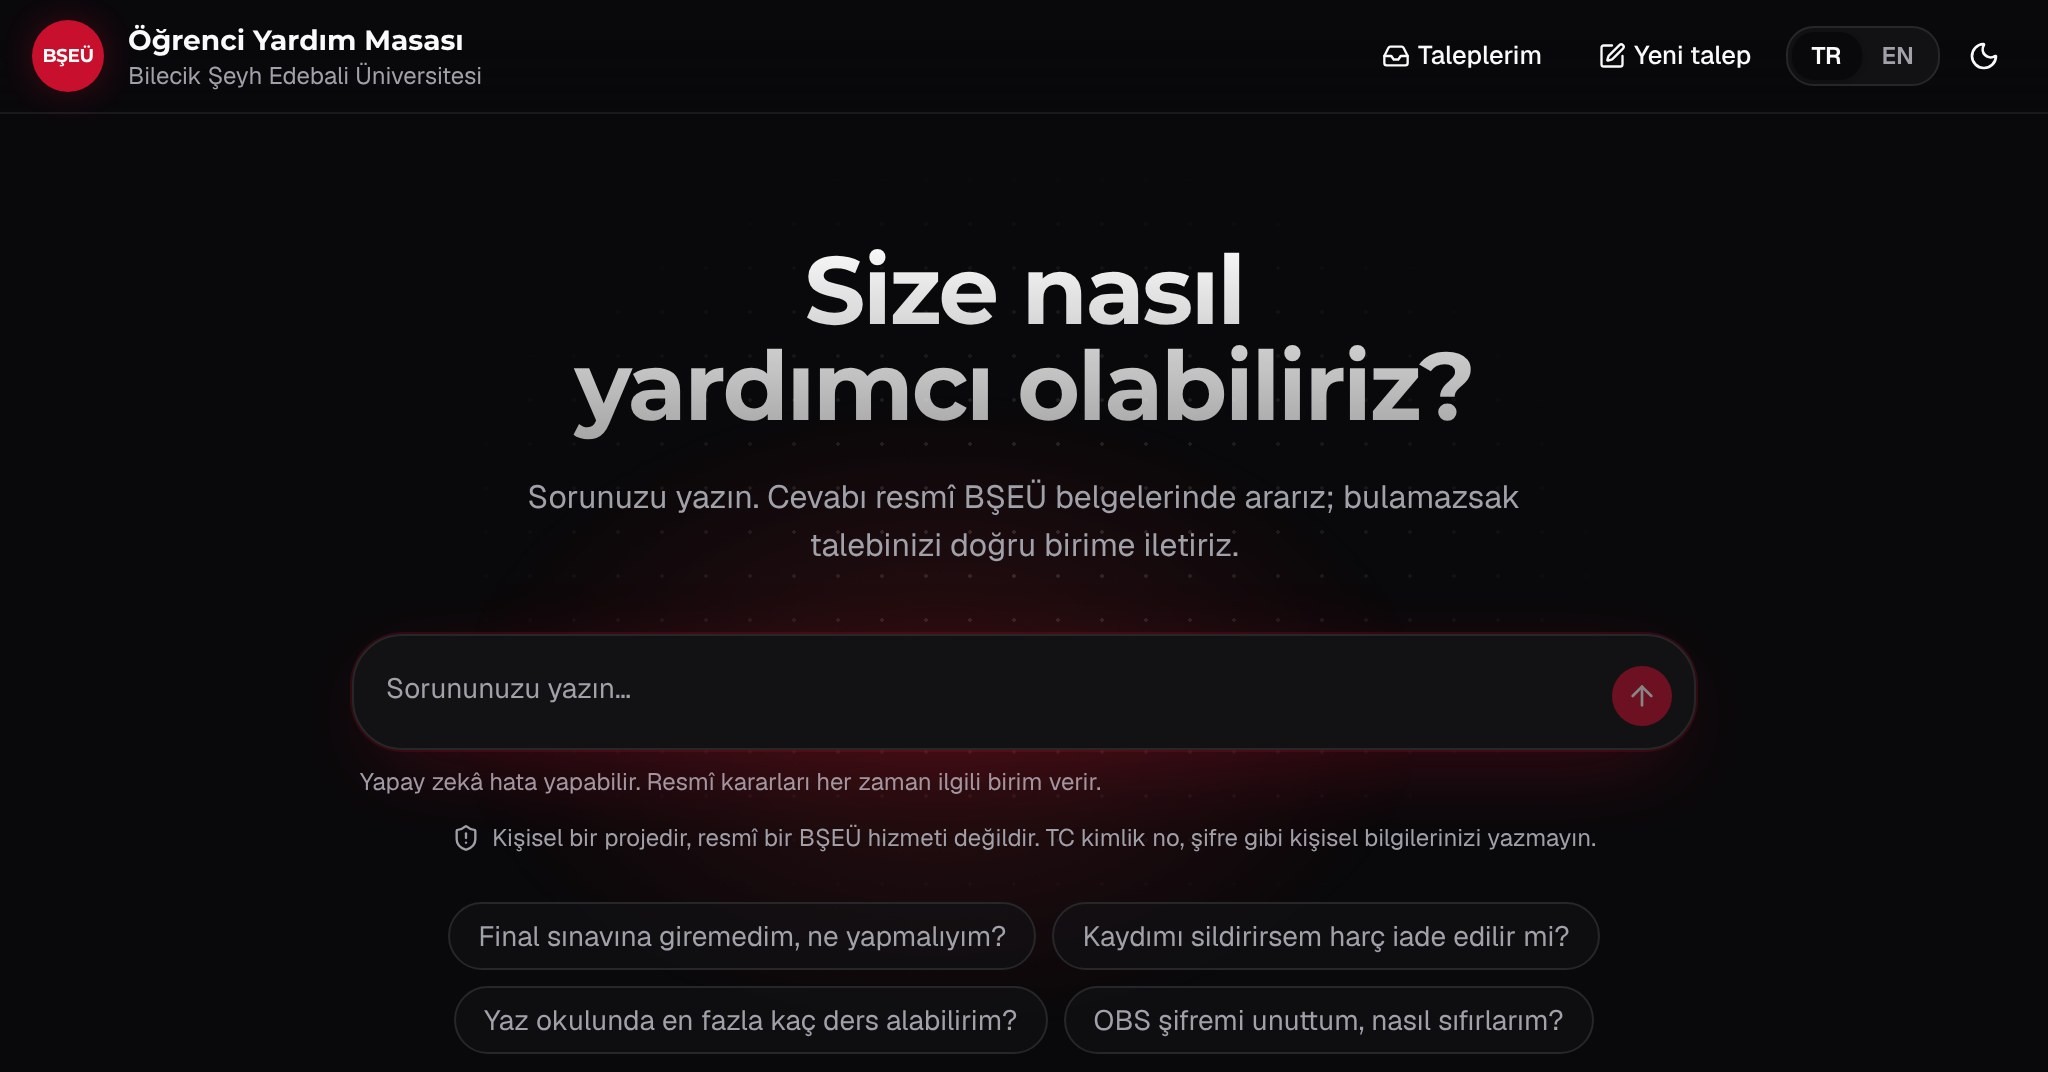 BŞEÜ
Öğrenci Yardım Masası
Bilecik Şeyh Edebali Üniversitesi
Taleplerim
Yeni talep
TR
EN
Size nasıl
yardımcı olabiliriz?
Sorunuzu yazın. Cevabı resmî BŞEÜ belgelerinde ararız; bulamazsak
talebinizi doğru birime iletiriz.
Sorununuzu yazın…
Yapay zekâ hata yapabilir. Resmî kararları her zaman ilgili birim verir.
Kişisel bir projedir, resmî bir BŞEÜ hizmeti değildir. TC kimlik no, şifre gibi kişisel bilgilerinizi yazmayın.
Final sınavına giremedim, ne yapmalıyım?
Kaydımı sildirirsem harç iade edilir mi?
Yaz okulunda en fazla kaç ders alabilirim?
OBS şifremi unuttum, nasıl sıfırlarım?